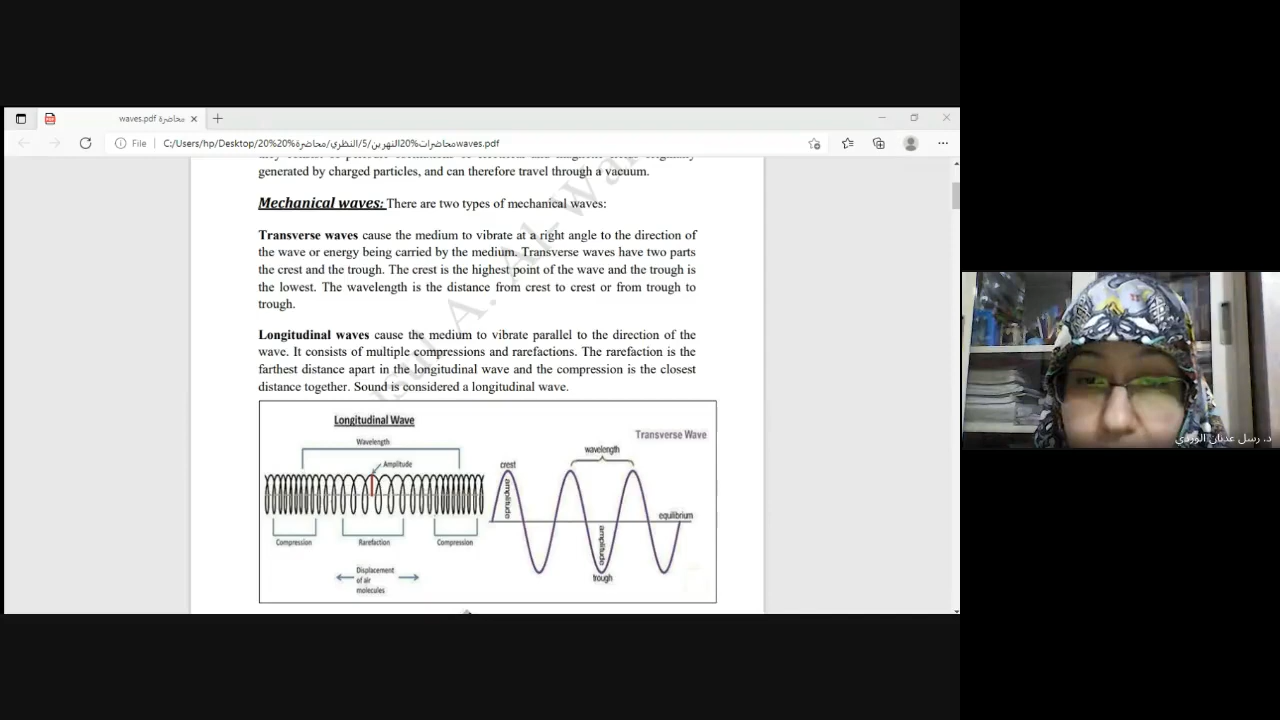 محاضرة waves.pdf
File
C:/Users/hp/Desktop/20%20%محاضرات%20النهرين/5/النظري/محاضرةwaves.pdf
generated by charged particles, and can therefore travel through a vacuum.
Mechanical waves: There are two types of mechanical waves:
Transverse waves cause the medium to vibrate at a right angle to the direction of
the wave or energy being carried by the medium. Transverse waves have two parts
the crest and the trough. The crest is the highest point of the wave and the trough is
the lowest. The wavelength is the distance from crest to crest or from trough to
trough.
Longitudinal waves cause the medium to vibrate parallel to the direction of the
wave. It consists of multiple compressions and rarefactions. The rarefaction is the
farthest distance apart in the longitudinal wave and the compression is the closest
distance together. Sound is considered a longitudinal wave.
Longitudinal Wave
Wavelength
Amplitude
Compression
Rarefaction
Compression
Displacement
of air
molecules
Transverse Wave
wavelength
crest
amplitude
equilibrium
amplitude
trough
د. رسل عدنان الوردي